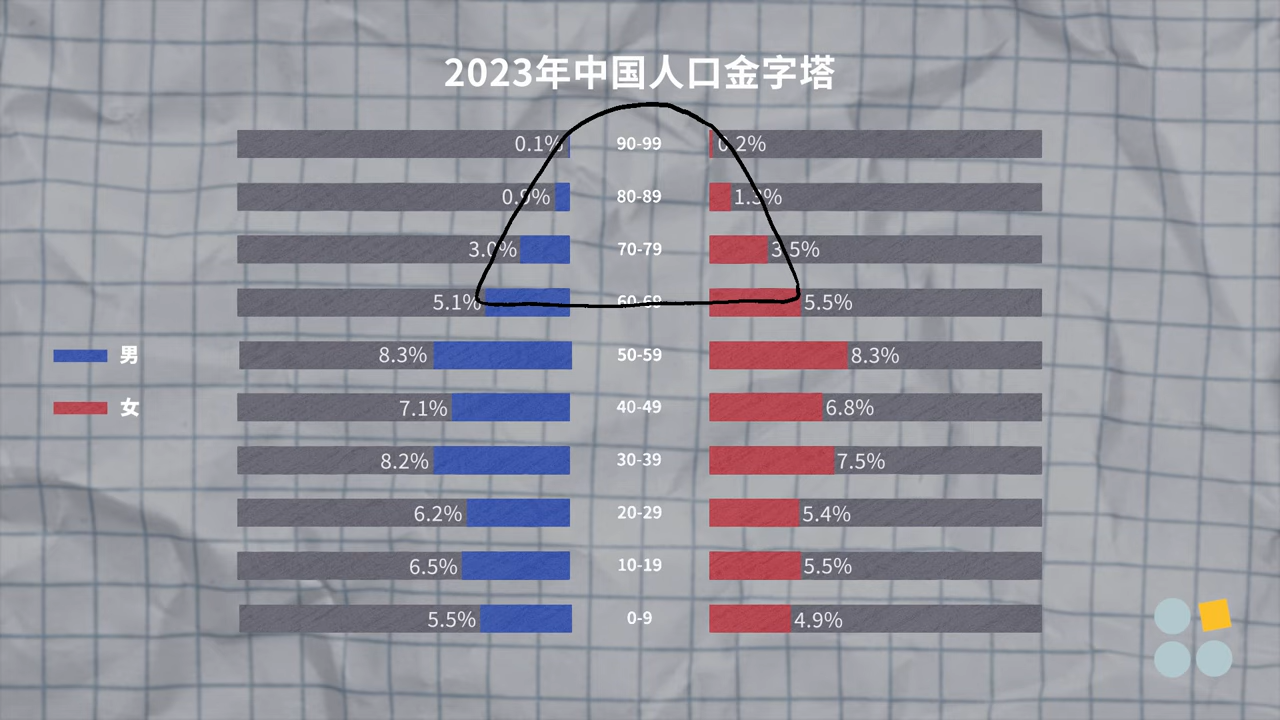 2023年中国人口金字塔
0.1% 90-99 0.2%
0.9% 80-89 1.3%
3.0% 70-79 3.5%
5.1% 60-69 5.5%
8.3% 50-59 8.3%
男
7.1% 40-49 6.8%
女
8.2% 30-39 7.5%
6.2% 20-29 5.4%
6.5% 10-19 5.5%
5.5% 0-9 4.9%